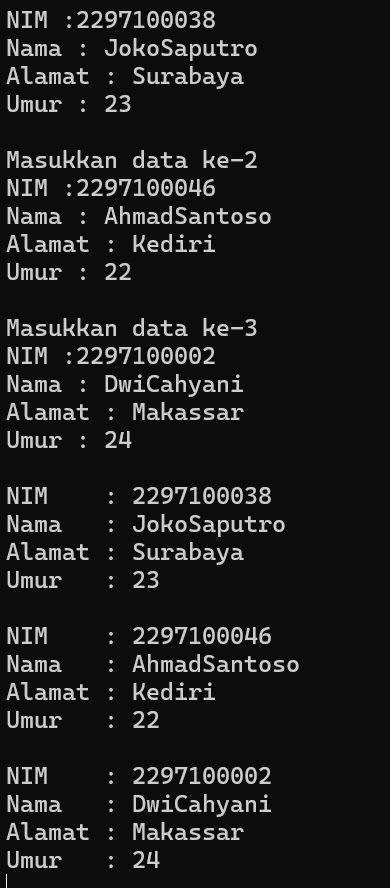 NIM :2297100038
Nama : JokoSaputro
Alamat : Surabaya
Umur : 23
Masukkan data ke-2
NIM :2297100046
Nama : AhmadSantoso
Alamat : Kediri
Umur : 22
Masukkan data ke-3
NIM :2297100002
Nama : DwiCahyani
Alamat : Makassar
Umur : 24
NIM    : 2297100038
Nama   : JokoSaputro
Alamat : Surabaya
Umur   : 23
NIM    : 2297100046
Nama   : AhmadSantoso
Alamat : Kediri
Umur   : 22
NIM    : 2297100002
Nama   : DwiCahyani
Alamat : Makassar
Umur   : 24